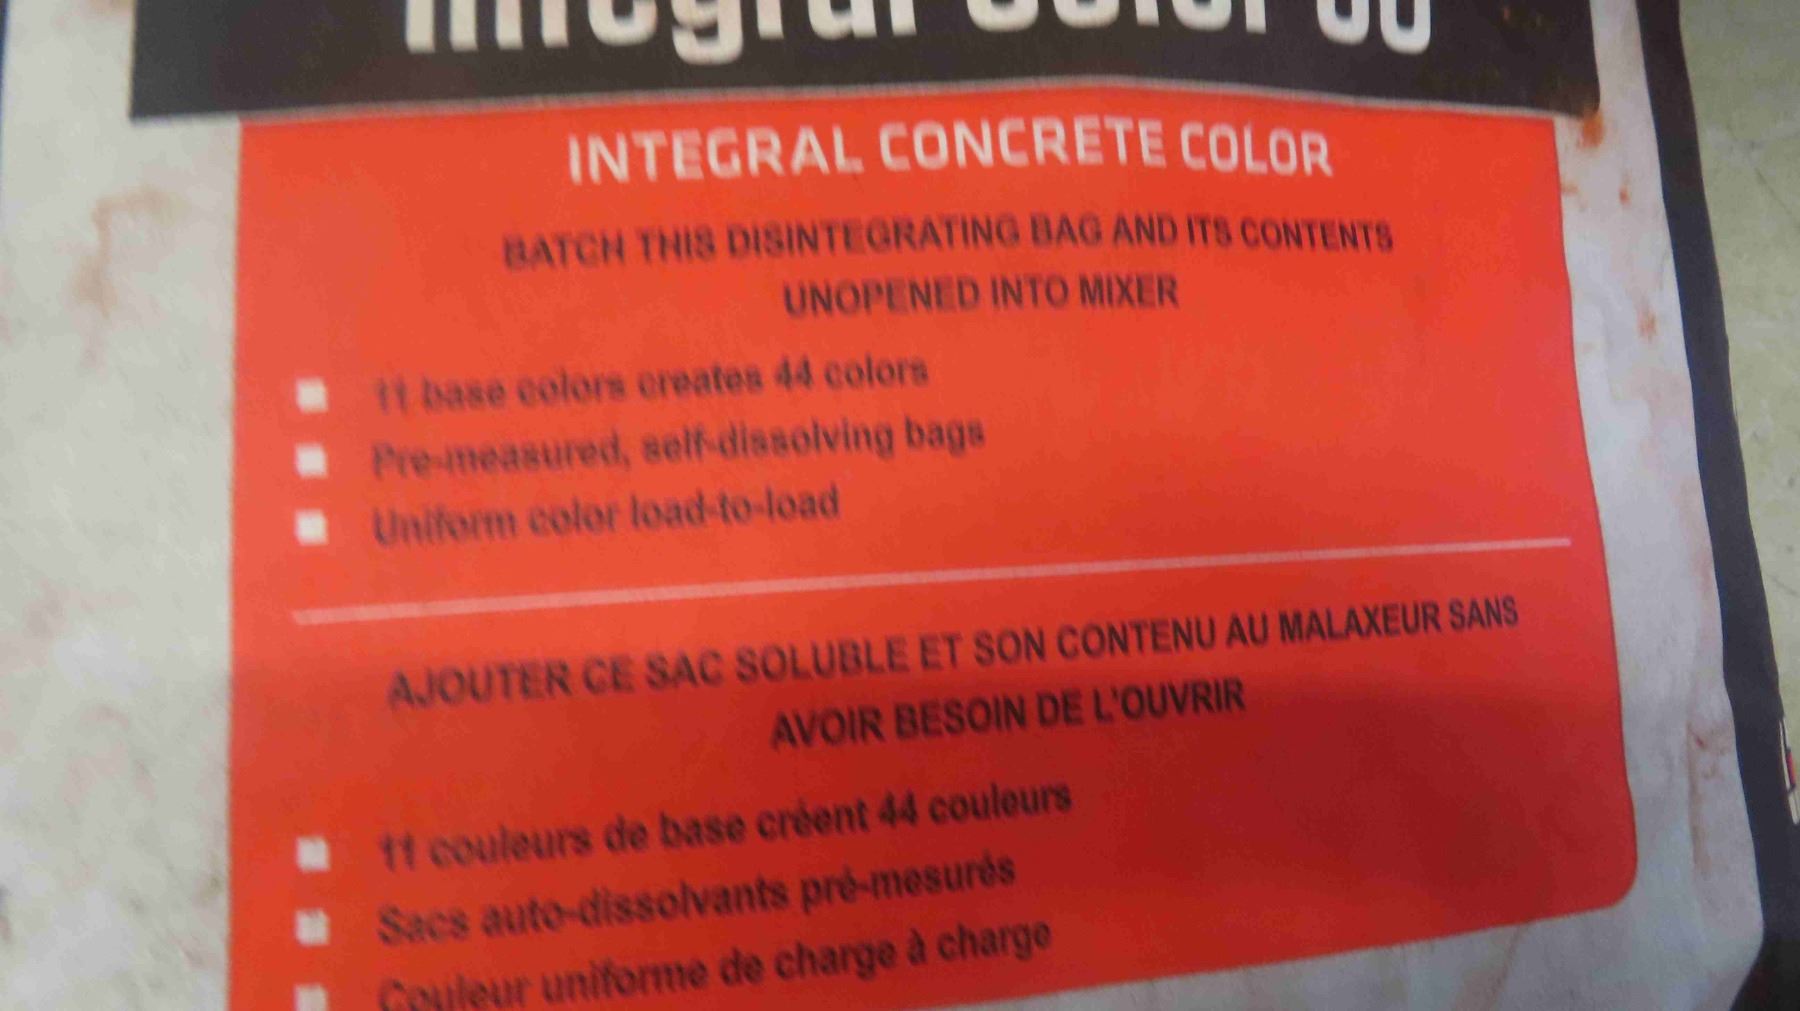 Integral Color
INTEGRAL CONCRETE COLOR
BATCH THIS DISINTEGRATING BAG AND ITS CONTENTS
UNOPENED INTO MIXER
11 base colors creates 44 colors
Pre-measured, self-dissolving bags
Uniform color load-to-load
AJOUTER CE SAC SOLUBLE ET SON CONTENU AU MALAXEUR SANS
AVOIR BESOIN DE L'OUVRIR
11 couleurs de base créent 44 couleurs
Sacs auto-dissolvants pré-mesurés
Couleur uniforme de charge à charge